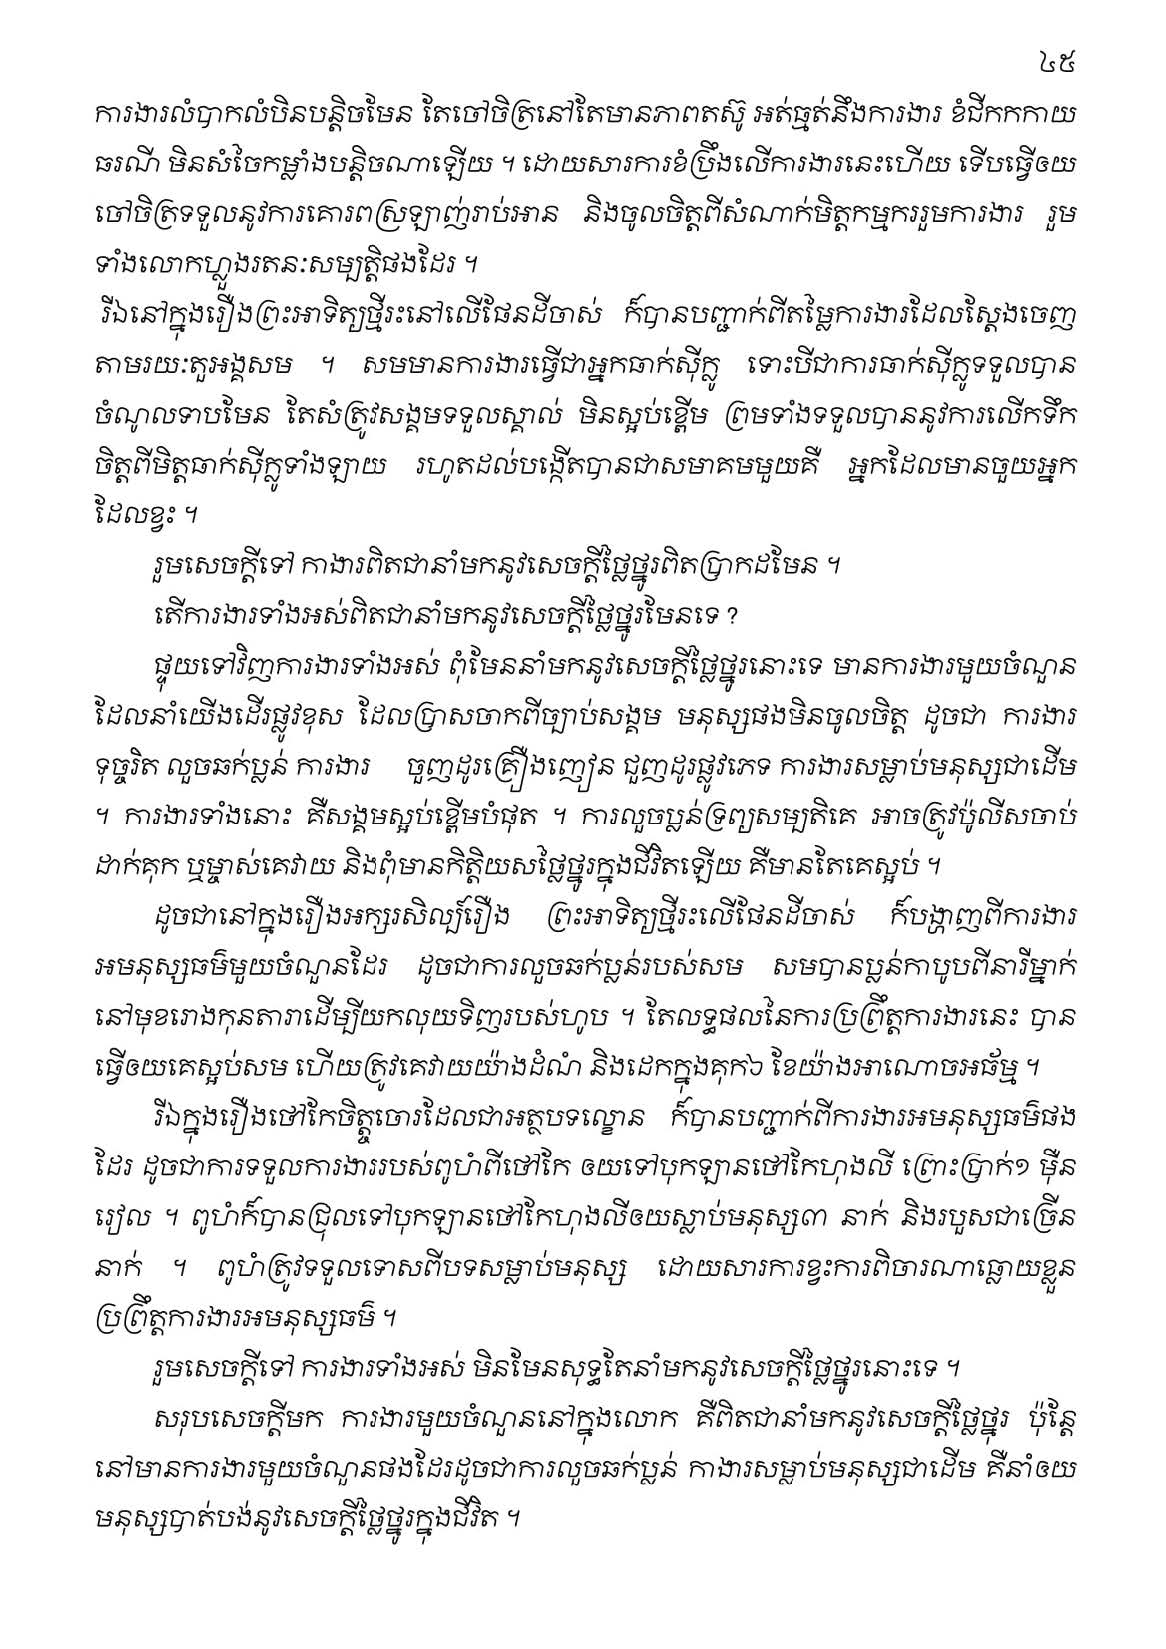 ៤៥
ការងារលំបាកលំបិនបន្តិចមែន តែចៅចិត្រនៅតែមានភាពតស៊ូ អត់ធ្មត់នឹងការងារ ខំជីកកកាយ
ធរណី មិនសំចៃកម្លាំងបន្តិចណាឡើយ ។ ដោយសារការខំប្រឹងលើការងារនេះហើយ ទើបធ្វើឲយ
ចៅចិត្រទទួលនូវការគោរពស្រឡាញ់រាប់អាន និងចូលចិត្តពីសំណាក់មិត្តកម្មកររួមការងារ រួម
ទាំងលោកហ្លួងរតនៈសម្បត្តិផងដែរ ។
រីឯនៅក្នុងរឿងព្រះអាទិត្យថ្មីរះនៅលើផែនដីចាស់ ក៏បានបញ្ជាក់ពីតម្លៃការងារដែលស្តែងចេញ
តាមរយៈតួអង្គសម ។ សមមានការងារធ្វើជាអ្នកធាក់ស៊ីក្លូ ទោះបីជាការធាក់ស៊ីក្លូទទួលបាន
ចំណូលទាបមែន តែសំត្រូវសង្គមទទួលស្គាល់ មិនស្អប់ខ្ពើម ព្រមទាំងទទួលបាននូវការលើកទឹក
ចិត្តពីមិត្តធាក់ស៊ីក្លូទាំងឡាយ រហូតដល់បង្កើតបានជាសមាគមមួយគឺ អ្នកដែលមានចួយអ្នក
ដែលខ្វះ ។
រួមសេចក្តីទៅ កាងារពិតជានាំមកនូវសេចក្តីថ្លៃថ្នូរពិតប្រាកដមែន ។
តើការងារទាំងអស់ពិតជានាំមកនូវសេចក្តីថ្លៃថ្នូរមែនទេ ?
ផ្ទុយទៅវិញការងារទាំងអស់ ពុំមែននាំមកនូវសេចក្តីថ្លៃថ្នូរនោះទេ មានការងារមួយចំណួន
ដែលនាំយើងដើរផ្លូវខុស ដែលប្រាសចាកពីច្បាប់សង្គម មនុស្សផងមិនចូលចិត្ត ដូចជា ការងារ
ទុច្ចរិត លួចឆក់ប្លន់ ការងារ ចួញដូរគ្រឿងញៀន ជួញដូរផ្លូវភេទ ការងារសម្លាប់មនុស្សជាដើម
។ ការងារទាំងនោះ គឺសង្គមស្អប់ខ្ពើមបំផុត ។ ការលួចប្លន់ទ្រព្យសម្បតិគេ អាចត្រូវប៉ូលីសចាប់
ដាក់គុក ឬម្ចាស់គេវាយ និងពុំមានកិត្តិយសថ្លៃថ្នូរក្នុងជីវិតឡើយ គឺមានតែគេស្អប់ ។
ដូចជានៅក្នុងរឿងអក្សរសិល្ប៍រឿង ព្រះអាទិត្យថ្មីរះលើផែនដីចាស់ ក៏បង្ហាញពីការងារ
អមនុស្សធម៌មួយចំណួនដែរ ដូចជាការលួចឆក់ប្លន់របស់សម សមបានប្លន់កាបូបពីនារីម្នាក់
នៅមុខរោងកុនតារាដើម្បីយកលុយទិញរបស់ហូប ។ តែលទ្ធផលនៃការប្រព្រឹត្តការងារនេះ បាន
ធ្វើឲយគេស្អប់សម ហើយត្រូវគេវាយយ៉ាងដំណំ និងដេកក្នុងគុក៦ ខែយ៉ាងអាណោចអធ័ម្ម ។
រីឯក្នុងរឿងថៅកែចិត្តចោរដែលជាអត្ថបទល្ខោន ក៏បានបញ្ជាក់ពីការងារអមនុស្សធម៌ផង
ដែរ ដូចជាការទទួលការងាររបស់ពូហំពីថៅកែ ឲយទៅបុកឡានថៅកែហុងលី ព្រោះប្រាក់១ ម៉ឺន
រៀល ។ ពូហំក៏បានជ្រុលទៅបុកឡានថៅកែហុងលីឲយស្លាប់មនុស្ស៣ នាក់ និងរបួសជាច្រើន
នាក់ ។ ពូហំត្រូវទទួលទោសពីបទសម្លាប់មនុស្ស ដោយសារការខ្វះការពិចារណាធ្លោយខ្លួន
ប្រព្រឹត្តការងារអមនុស្សធម៌ ។
រួមសេចក្តីទៅ ការងារទាំងអស់ មិនមែនសុទ្ធតែនាំមកនូវសេចក្តីថ្លៃថ្នូរនោះទេ ។
សរុបសេចក្តីមក ការងារមួយចំណួននៅក្នុងលោក គឺពិតជានាំមកនូវសេចក្តីថ្លៃថ្នុរ ប៉ុន្តែ
នៅមានការងារមួយចំណួនផងដែរដូចជាការលួចឆក់ប្លន់ កាងារសម្លាប់មនុស្សជាដើម គឺនាំឲយ
មនុស្សបាត់បង់នូវសេចក្តីថ្លៃថ្នូរក្នុងជីវិត ។